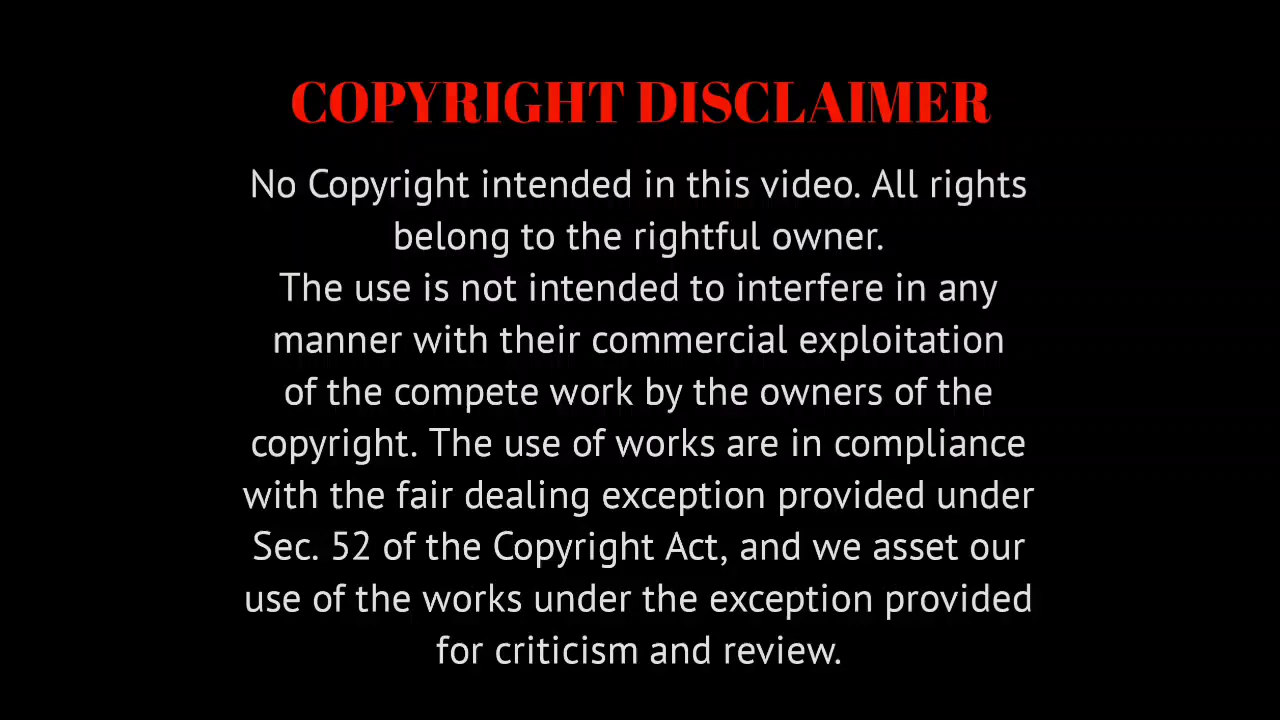 COPYRIGHT DISCLAIMER
No Copyright intended in this video. All rights
belong to the rightful owner.
The use is not intended to interfere in any
manner with their commercial exploitation
of the compete work by the owners of the
copyright. The use of works are in compliance
with the fair dealing exception provided under
Sec. 52 of the Copyright Act, and we asset our
use of the works under the exception provided
for criticism and review.